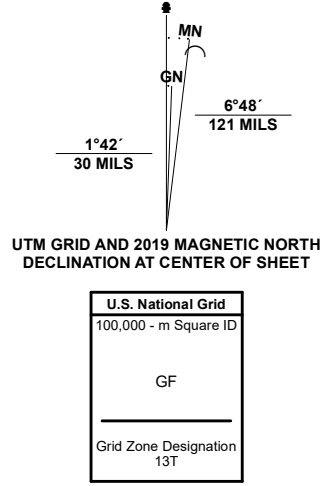 MN
GN
6°48´
121 MILS
1°42´
30 MILS
UTM GRID AND 2019 MAGNETIC NORTH
DECLINATION AT CENTER OF SHEET
U.S. National Grid
100,000 - m Square ID
GF
Grid Zone Designation
13T